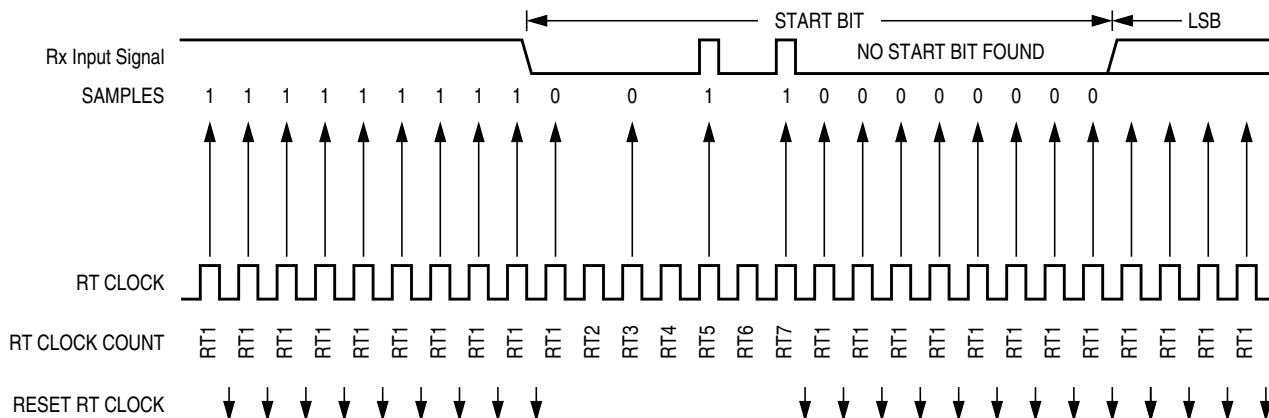 START BIT LSB
Rx Input Signal NO START BIT FOUND
SAMPLES 1 1 1 1 1 1 1 1 1 0 0 1 1 0 0 0 0 0 0 0 0
RT CLOCK
RT CLOCK COUNT RT1 RT1 RT1 RT1 RT1 RT1 RT1 RT1 RT1 RT1 RT2 RT3 RT4 RT5 RT6 RT7 RT1 RT1 RT1 RT1 RT1 RT1 RT1 RT1 RT1 RT1 RT1 RT1
RESET RT CLOCK